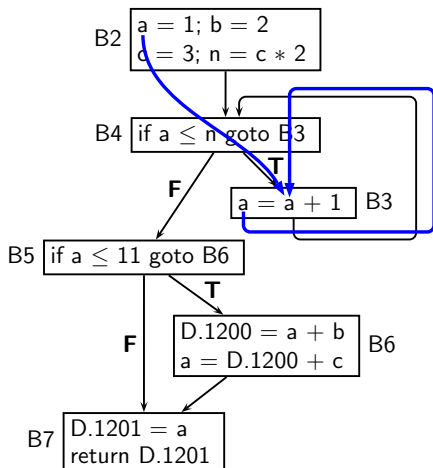 B2
a = 1; b = 2
c = 3; n = c * 2
B4
if a ≤ n goto B3
T
F
a = a + 1
B3
B5
if a ≤ 11 goto B6
T
F
D.1200 = a + b
a = D.1200 + c
B6
B7
D.1201 = a
return D.1201